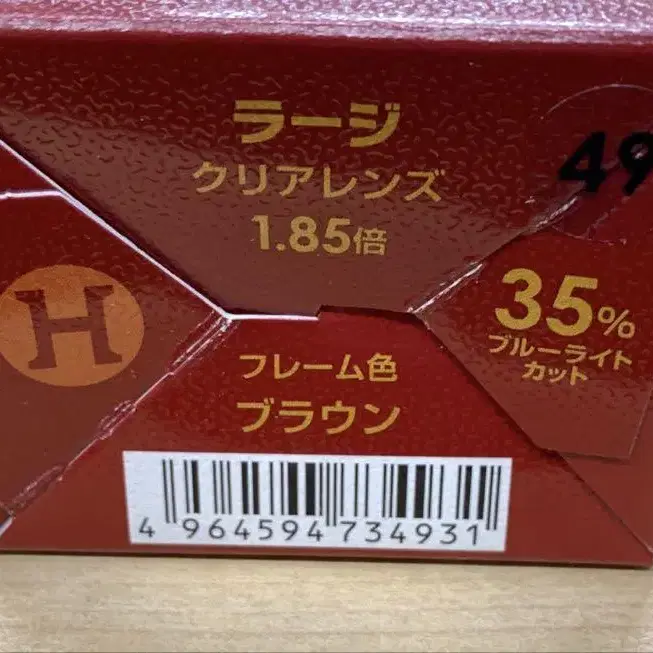 ラージ
クリアレンズ
1.85倍
49
35%
ブルーライト
カット
H
フレーム色
ブラウン
4 964594 734931